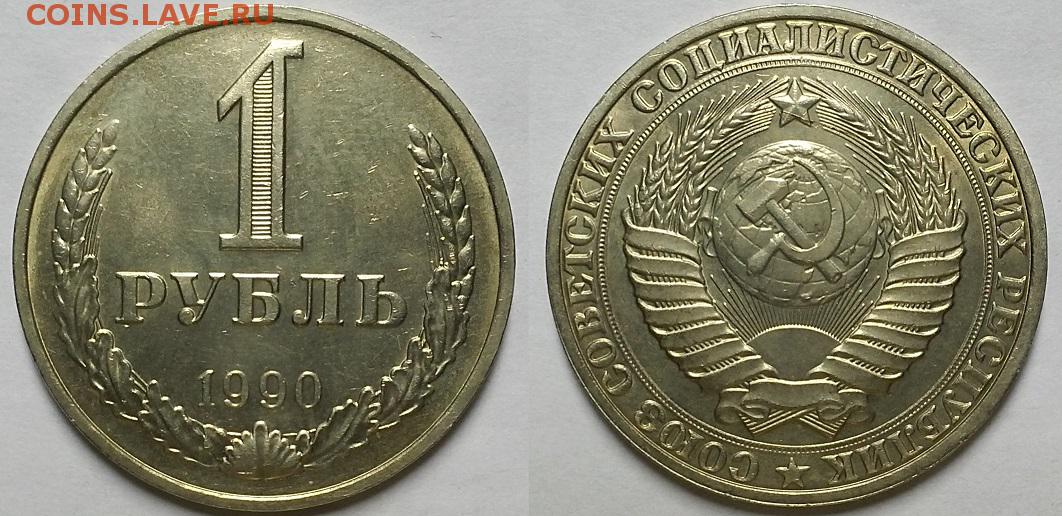 COINS.LAVE.RU
1
РУБЛЬ
1990
СОЮЗ СОВЕТСКИХ СОЦИАЛИСТИЧЕСКИХ РЕСПУБЛИК